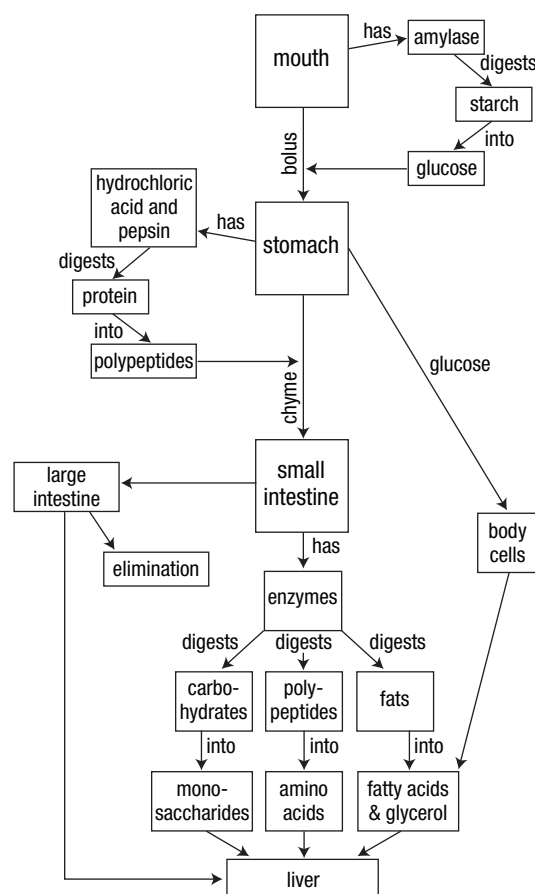 mouth
has
amylase
digests
starch
into
glucose
bolus
hydrochloric
acid and
pepsin
has
digests
protein
into
polypeptides
stomach
glucose
chyme
large
intestine
small
intestine
body
cells
elimination
has
enzymes
digests
digests
digests
carbo-
hydrates
poly-
peptides
fats
into
into
into
mono-
saccharides
amino
acids
fatty acids
& glycerol
liver